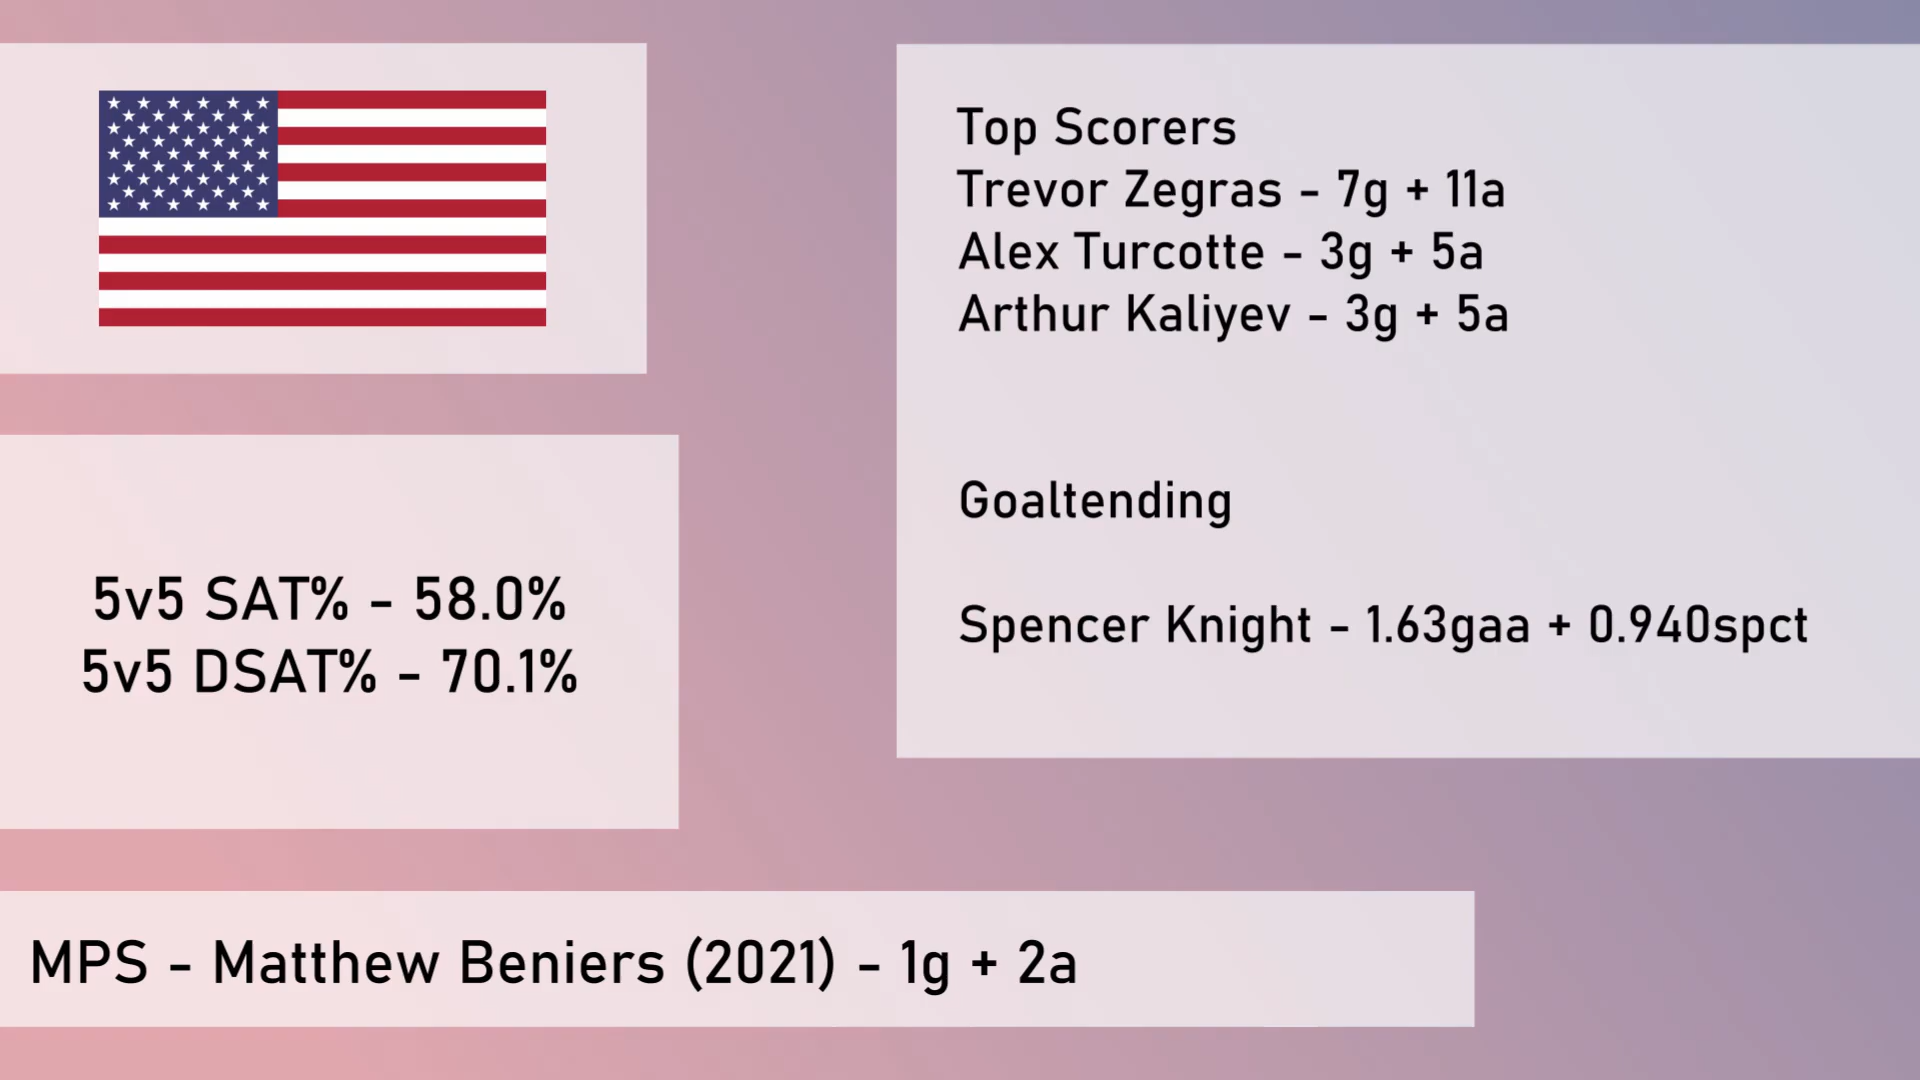 Top Scorers
Trevor Zegras - 7g + 11a
Alex Turcotte - 3g + 5a
Arthur Kaliyev - 3g + 5a
Goaltending
Spencer Knight - 1.63gaa + 0.940spct
5v5 SAT% - 58.0%
5v5 DSAT% - 70.1%
MPS - Matthew Beniers (2021) - 1g + 2a